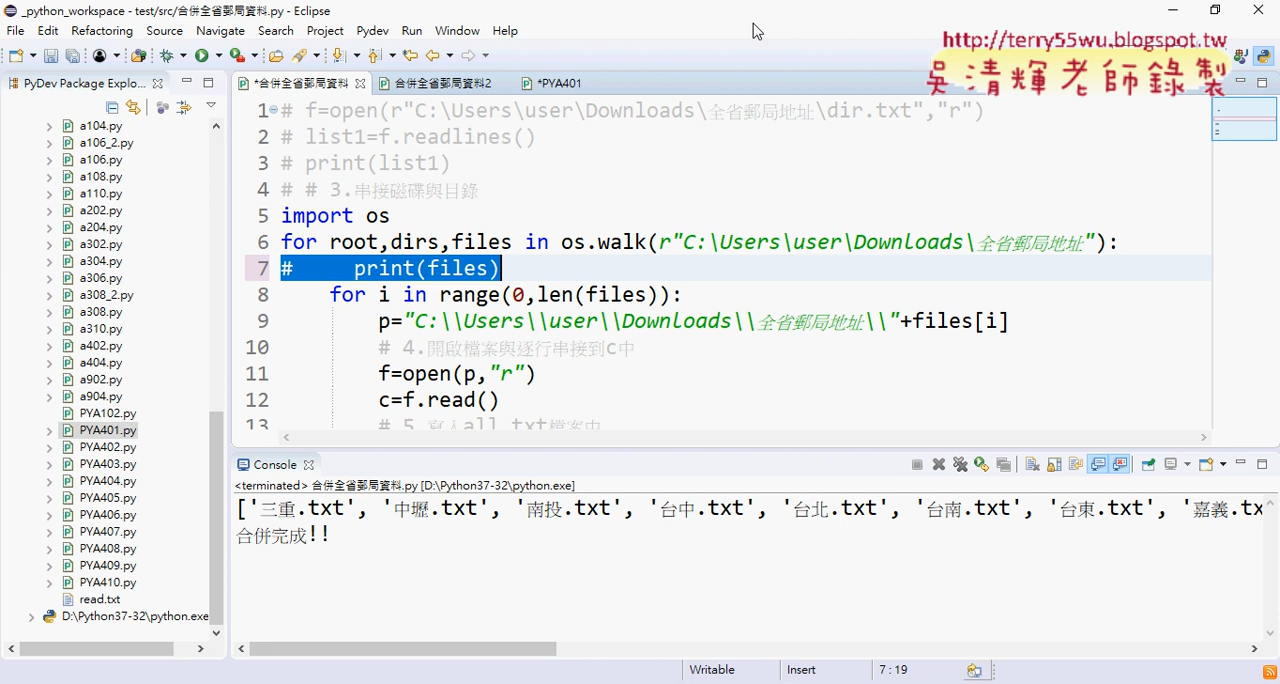 _python_workspace - test/src/合併全省郵局資料.py - Eclipse
File Edit Refactoring Source Navigate Search Project Pydev Run Window Help
http://terry55wu.blogspot.tw
吳清輝老師錄製
PyDev Package Explo...
*合併全省郵局資料
合併全省郵局資料2
*PYA401
a104.py
a106_2.py
a106.py
a108.py
a110.py
a202.py
a204.py
a302.py
a304.py
a306.py
a308_2.py
a308.py
a310.py
a402.py
a404.py
a902.py
a904.py
PYA102.py
PYA401.py
PYA402.py
PYA403.py
PYA404.py
PYA405.py
PYA406.py
PYA407.py
PYA408.py
PYA409.py
PYA410.py
read.txt
D:\Python37-32\python.exe
1 # f=open(r"C:\Users\user\Downloads\全省郵局地址\dir.txt","r")
2 # list1=f.readlines()
3 # print(list1)
4 # # 3.串接磁碟與目錄
5 import os
6 for root,dirs,files in os.walk(r"C:\Users\user\Downloads\全省郵局地址"):
7 #     print(files)
8     for i in range(0,len(files)):
9         p="C:\\Users\\user\\Downloads\\全省郵局地址\\"+files[i]
10         # 4.開啟檔案與逐行串接到c中
11         f=open(p,"r")
12         c=f.read()
13         # 5.寫入all.txt檔案中
Console
<terminated> 合併全省郵局資料.py [D:\Python37-32\python.exe]
['三重.txt', '中壢.txt', '南投.txt', '台中.txt', '台北.txt', '台南.txt', '台東.txt', '嘉義.tx
合併完成!!
Writable
Insert
7 : 19